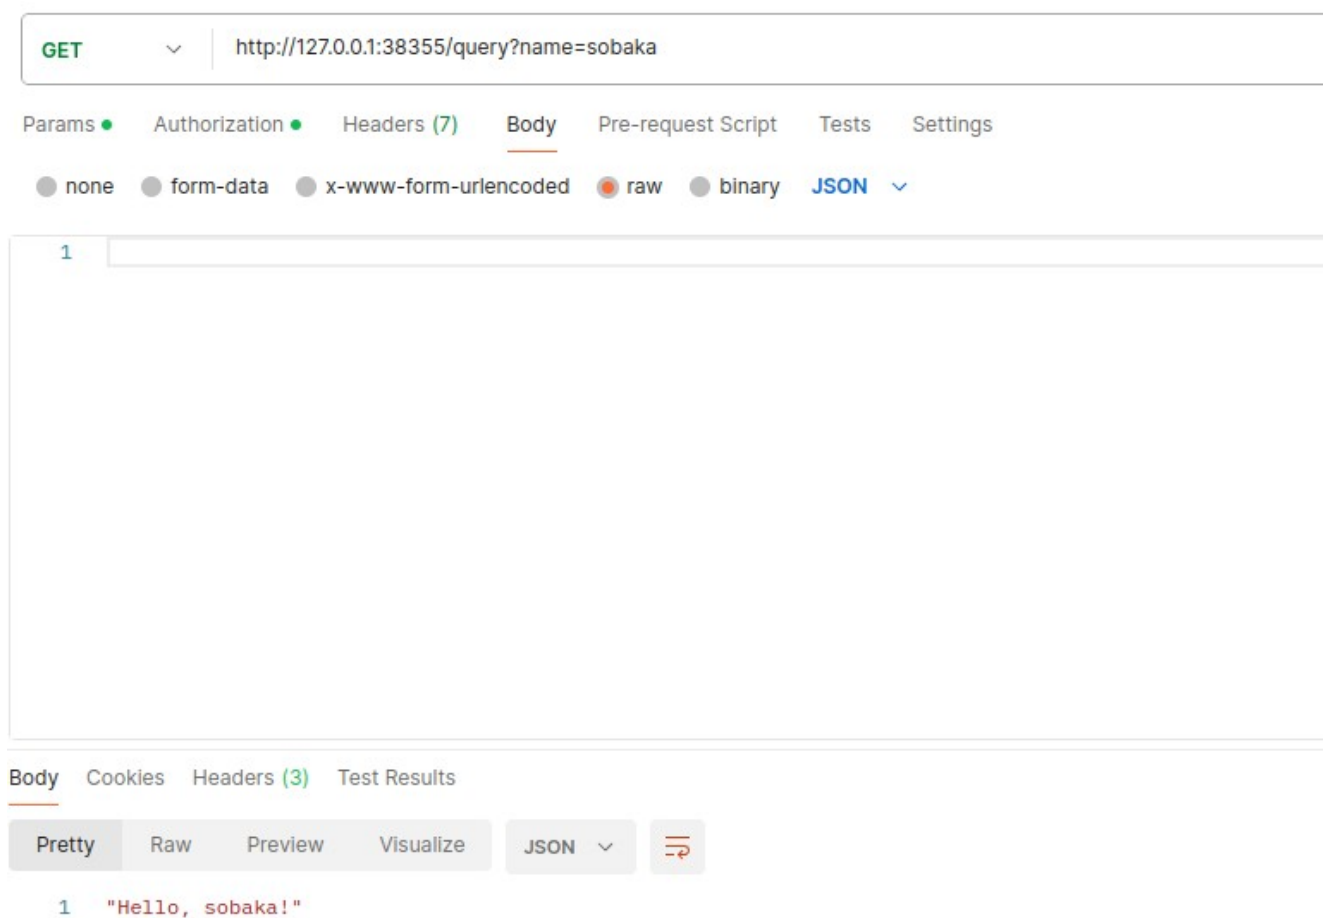 GET http://127.0.0.1:38355/query?name=sobaka
Params Authorization Headers (7) Body Pre-request Script Tests Settings
none form-data x-www-form-urlencoded raw binary JSON
1
Body Cookies Headers (3) Test Results
Pretty Raw Preview Visualize JSON
1 "Hello, sobaka!"